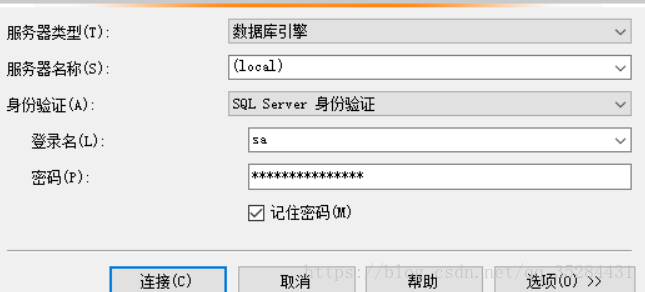 服务器类型(T): 数据库引擎
服务器名称(S): (local)
身份验证(A): SQL Server 身份验证
登录名(L): sa
密码(P): ***************
记住密码(M)
连接(C) 取消 帮助 选项(O) >>